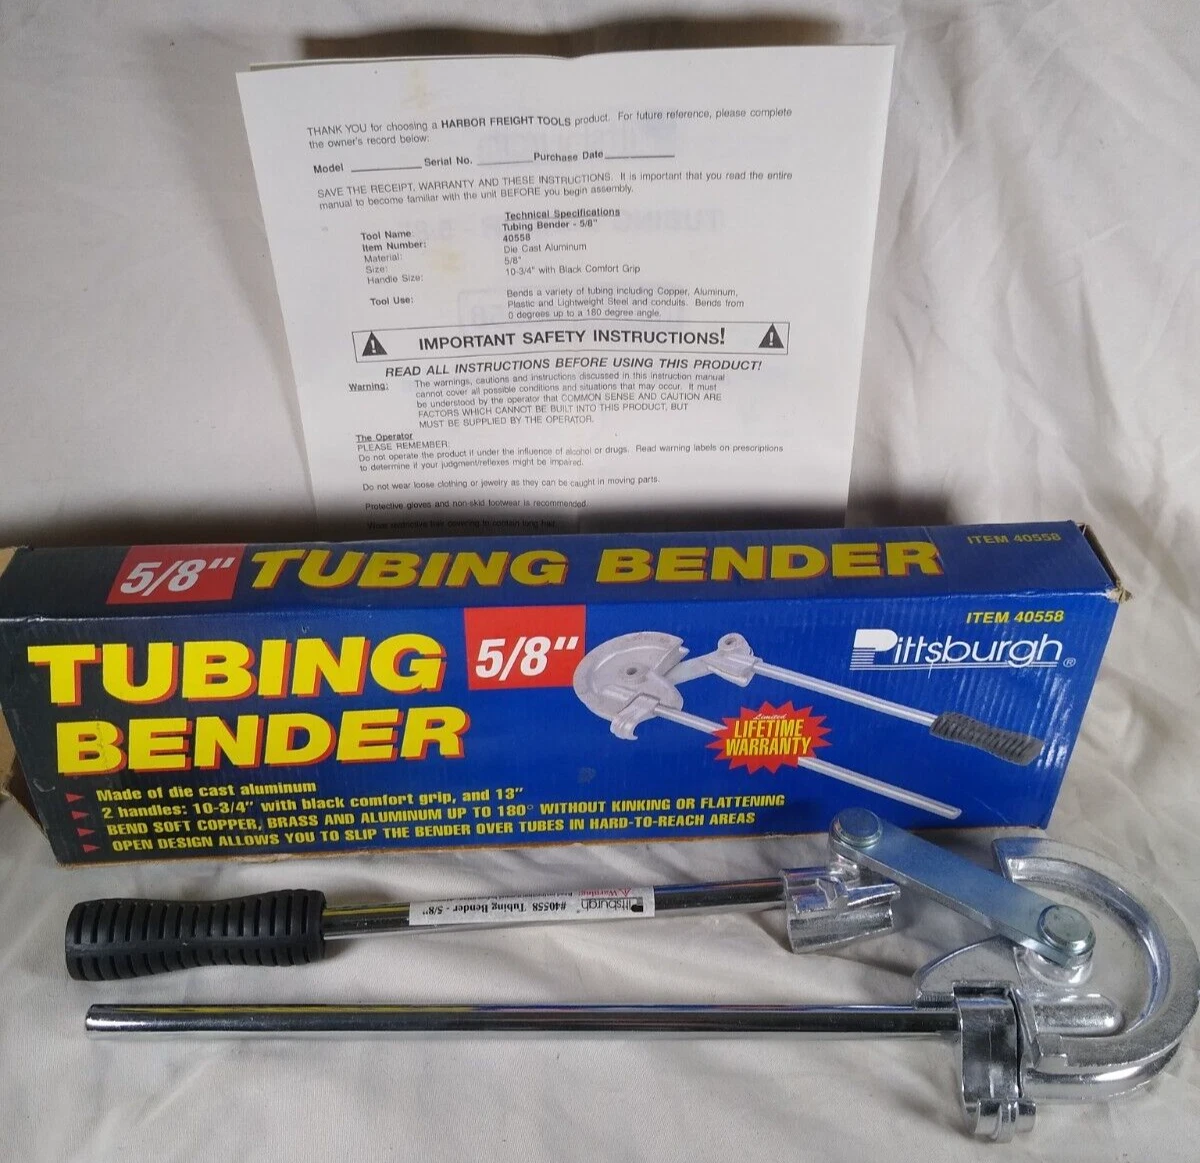 THANK YOU for choosing a HARBOR FREIGHT TOOLS product. For future reference, please complete
the owner's record below:
Model ________ Serial No. ________ Purchase Date ________
SAVE THE RECEIPT, WARRANTY AND THESE INSTRUCTIONS. It is important that you read the entire
manual to become familiar with the unit BEFORE you begin assembly.
Technical Specifications
Tool Name Tubing Bender - 5/8"
Item Number: 40558
Material: Die Cast Aluminum
Size: 5/8"
Handle Size: 10-3/4" with Black Comfort Grip
Tool Use: Bends a variety of tubing including Copper, Aluminum,
Plastic and Lightweight Steel and conduits. Bends from
0 degrees up to a 180 degree angle.
IMPORTANT SAFETY INSTRUCTIONS!
READ ALL INSTRUCTIONS BEFORE USING THIS PRODUCT!
Warning: The warnings, cautions and instructions discussed in this instruction manual
cannot cover all possible conditions and situations that may occur. It must
be understood by the operator that COMMON SENSE AND CAUTION ARE
FACTORS WHICH CANNOT BE BUILT INTO THIS PRODUCT, BUT
MUST BE SUPPLIED BY THE OPERATOR.
The Operator
PLEASE REMEMBER:
Do not operate the product if under the influence of alcohol or drugs. Read warning labels on prescriptions
to determine if your judgment/reflexes might be impaired.
Do not wear loose clothing or jewelry as they can be caught in moving parts.
Protective gloves and non-skid footwear is recommended.
Wear restrictive hair covering to contain long hair.
5/8" TUBING BENDER ITEM 40558
ITEM 40558
TUBING 5/8"
BENDER
Pittsburgh®
Limited
LIFETIME
WARRANTY
Made of die cast aluminum
2 handles: 10-3/4" with black comfort grip, and 13"
BEND SOFT COPPER, BRASS AND ALUMINUM UP TO 180° WITHOUT KINKING OR FLATTENING
OPEN DESIGN ALLOWS YOU TO SLIP THE BENDER OVER TUBES IN HARD-TO-REACH AREAS
Pittsburgh®
#40558 Tubing Bender - 5/8"
Warning: